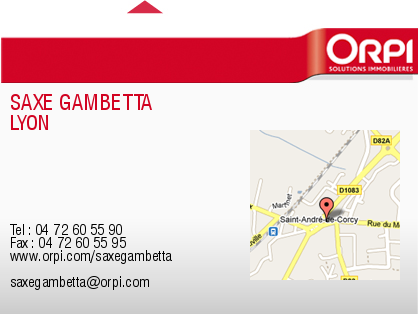 ORPI
SOLUTIONS IMMOBILIÈRES
SAXE GAMBETTA
LYON
D82A
D1083
Saint-André-de-Corcy
Rue du M
Tel : 04 72 60 55 90
Fax : 04 72 60 55 95
www.orpi.com/saxegambetta
saxegambetta@orpi.com